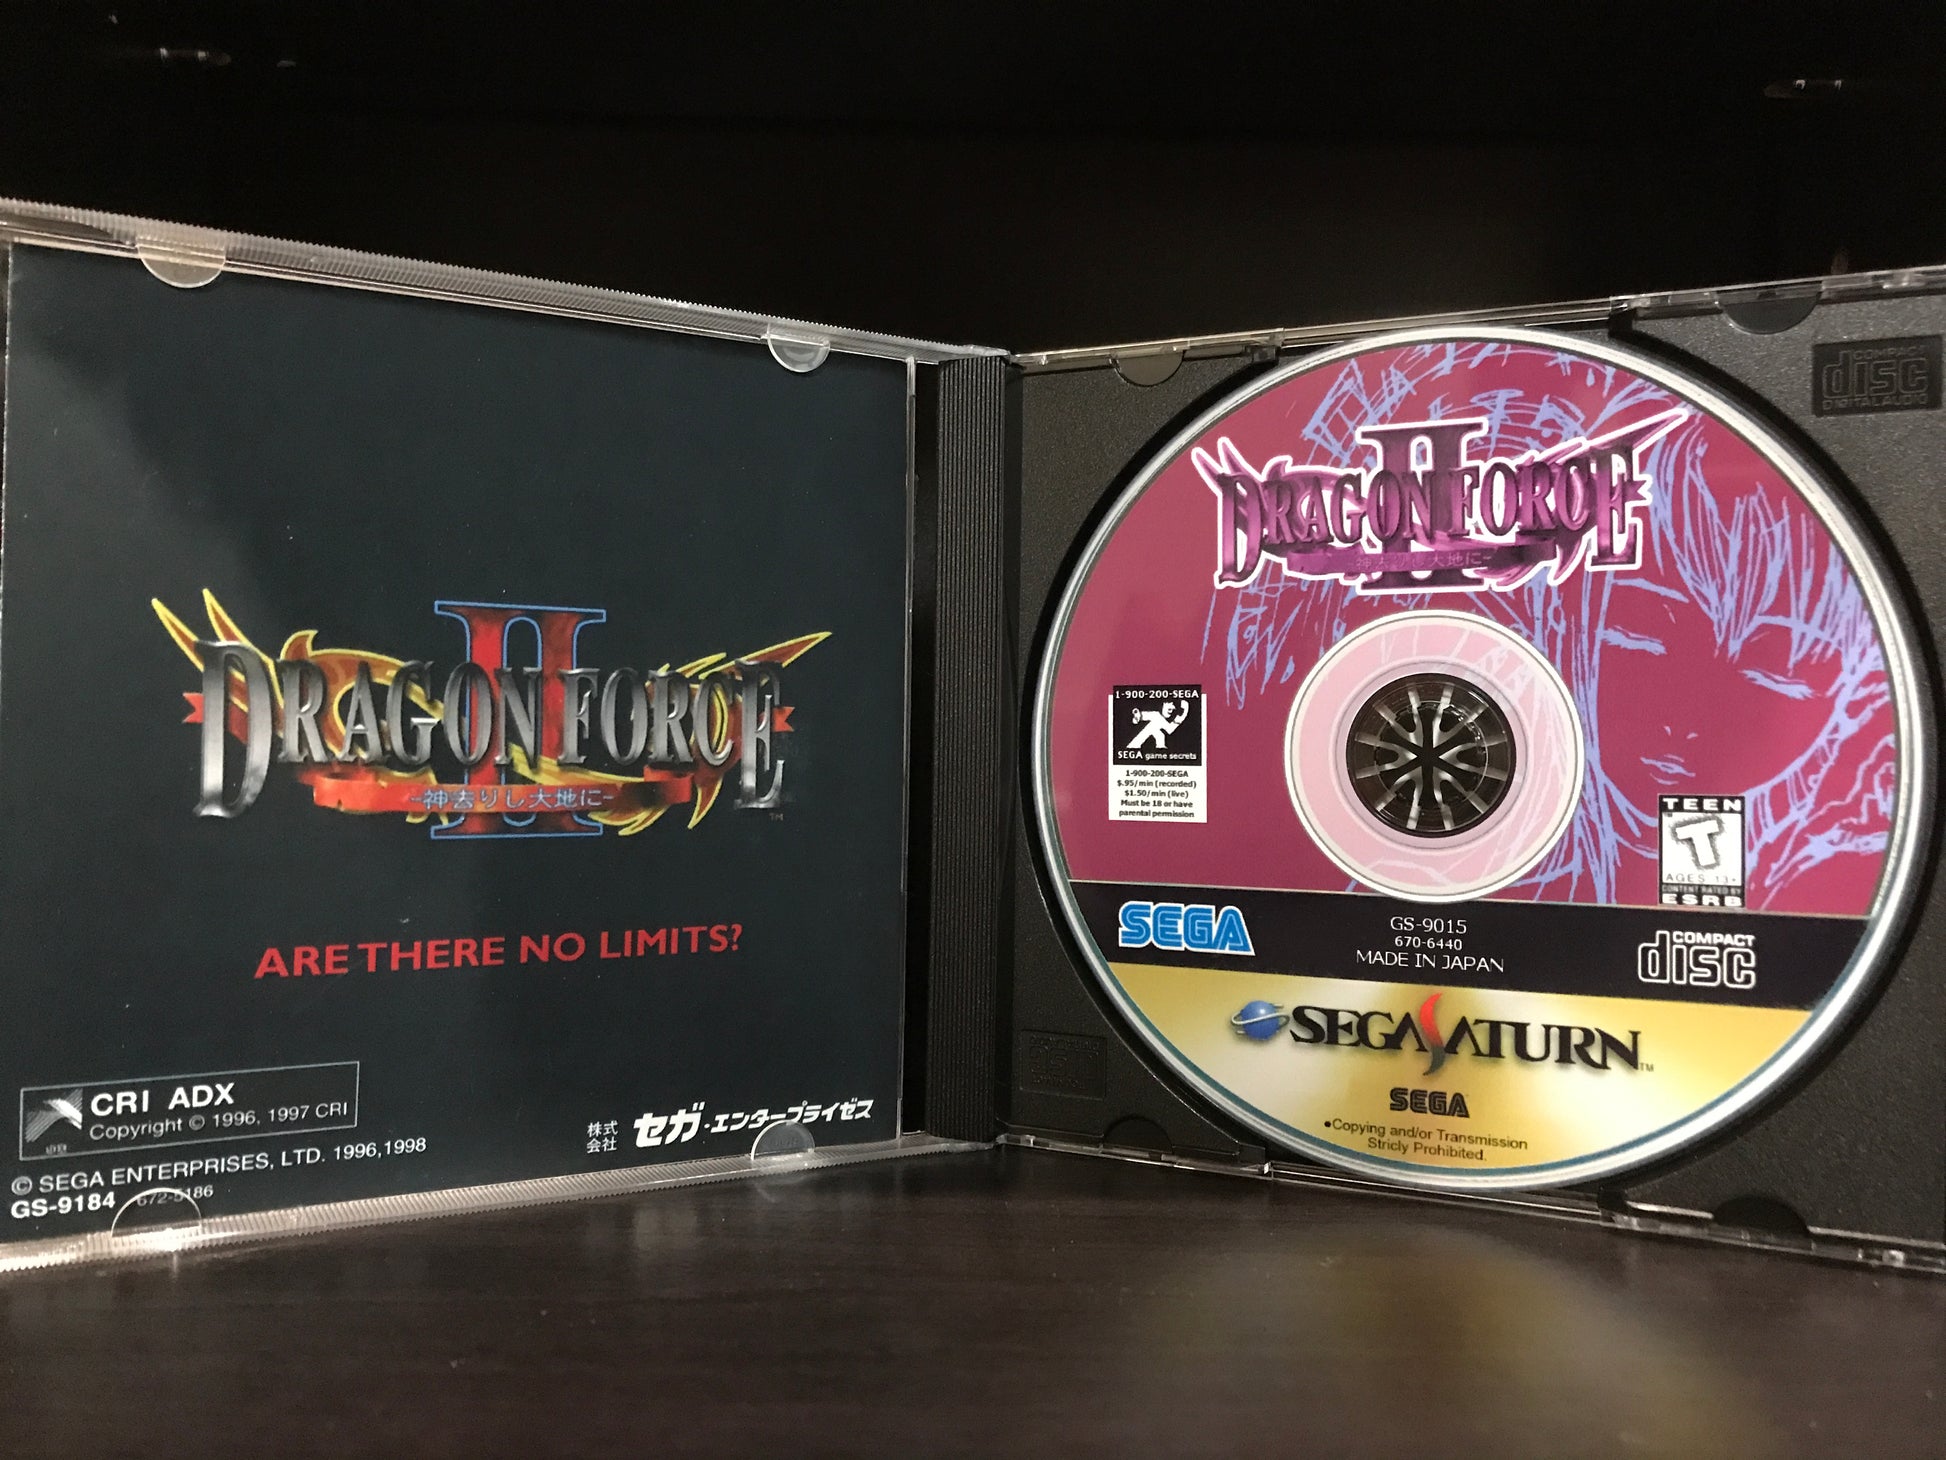 II
DRAGON FORCE
-神去りし大地に-
TM
ARE THERE NO LIMITS?
CRI ADX
Copyright © 1996, 1997 CRI
© SEGA ENTERPRISES, LTD. 1996,1998
GS-9184 672-5186
株式会社 セガ・エンタープライゼス
COMPACT
disc
DIGITAL AUDIO
II
DRAGON FORCE
-神去りし大地に-
1-900-200-SEGA
SEGA game secrets
1-900-200-SEGA
$.95/min (recorded)
$1.50/min (live)
Must be 18 or have
parental permission
TEEN
T
AGES 13+
CONTENT RATED BY
ESRB
SEGA
GS-9015
670-6440
MADE IN JAPAN
COMPACT
disc
SEGA SATURN
TM
SEGA
•Copying and/or Transmission
Stricly Prohibited.